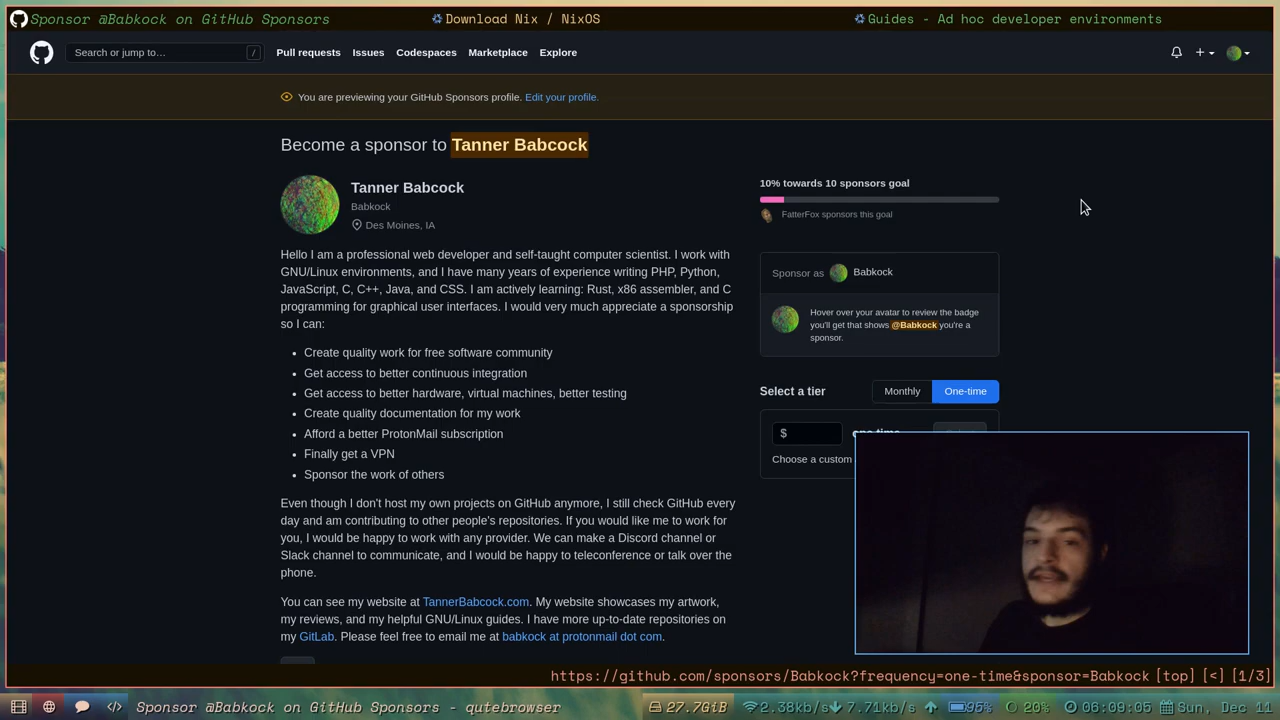 Sponsor @Babkock on GitHub Sponsors
Download Nix / NixOS
Guides - Ad hoc developer environments
Search or jump to...
/
Pull requests
Issues
Codespaces
Marketplace
Explore
You are previewing your GitHub Sponsors profile. Edit your profile.
Become a sponsor to Tanner Babcock
Tanner Babcock
Babkock
Des Moines, IA
Hello I am a professional web developer and self-taught computer scientist. I work with
GNU/Linux environments, and I have many years of experience writing PHP, Python,
JavaScript, C, C++, Java, and CSS. I am actively learning: Rust, x86 assembler, and C
programming for graphical user interfaces. I would very much appreciate a sponsorship
so I can:
Create quality work for free software community
Get access to better continuous integration
Get access to better hardware, virtual machines, better testing
Create quality documentation for my work
Afford a better ProtonMail subscription
Finally get a VPN
Sponsor the work of others
Even though I don't host my own projects on GitHub anymore, I still check GitHub every
day and am contributing to other people's repositories. If you would like me to work for
you, I would be happy to work with any provider. We can make a Discord channel or
Slack channel to communicate, and I would be happy to teleconference or talk over the
phone.
You can see my website at TannerBabcock.com. My website showcases my artwork,
my reviews, and my helpful GNU/Linux guides. I have more up-to-date repositories on
my GitLab. Please feel free to email me at babkock at protonmail dot com.
10% towards 10 sponsors goal
FatterFox sponsors this goal
Sponsor as Babkock
Hover over your avatar to review the badge
you'll get that shows @Babkock you're a
sponsor.
Select a tier
Monthly
One-time
$
Choose a custom
https://github.com/sponsors/Babkock?frequency=one-time&sponsor=Babkock [top] [<] [1/3]
Sponsor @Babkock on GitHub Sponsors - qutebrowser
27.7GiB
2.38kb/s
7.71kb/s
95%
20%
06:09:05
Sun, Dec 11